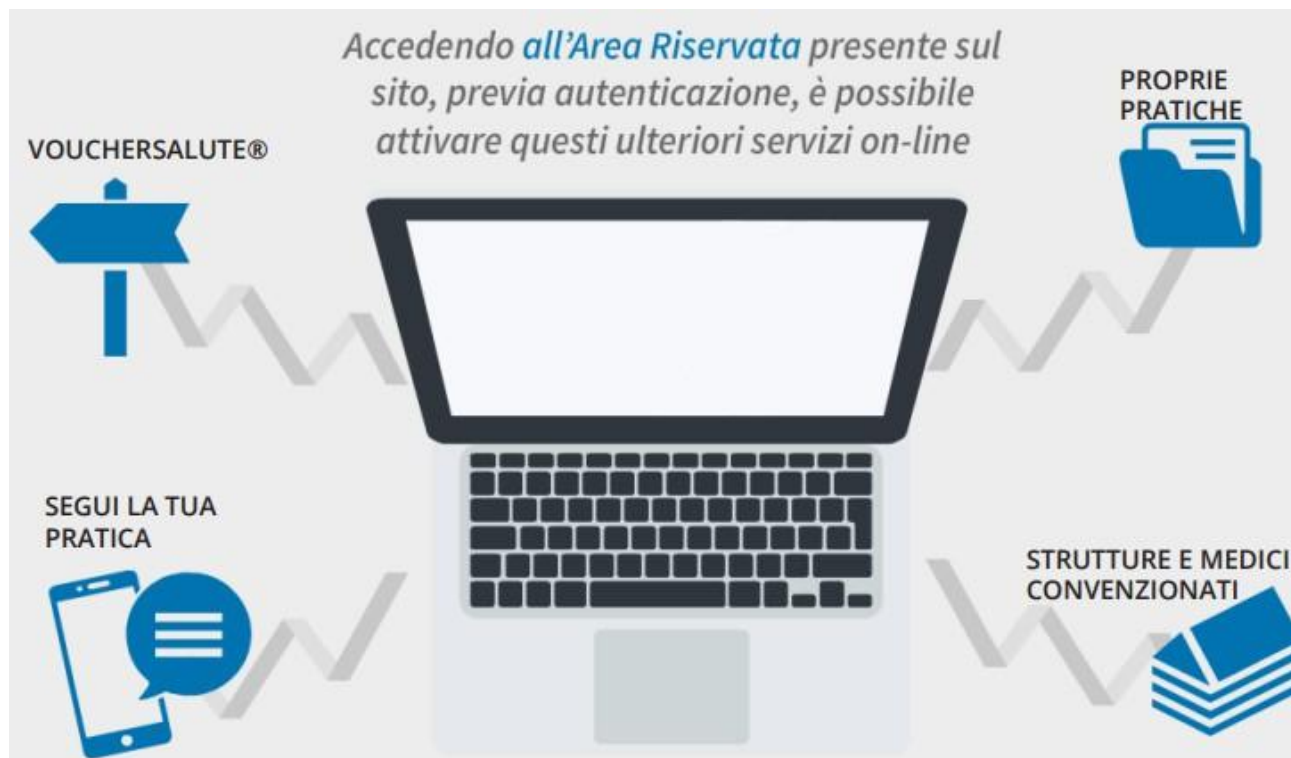 Accedendo all'Area Riservata presente sul
sito, previa autenticazione, è possibile
attivare questi ulteriori servizi on-line
VOUCHERSALUTE®
PROPRIE
PRATICHE
SEGUI LA TUA
PRATICA
STRUTTURE E MEDICI
CONVENZIONATI